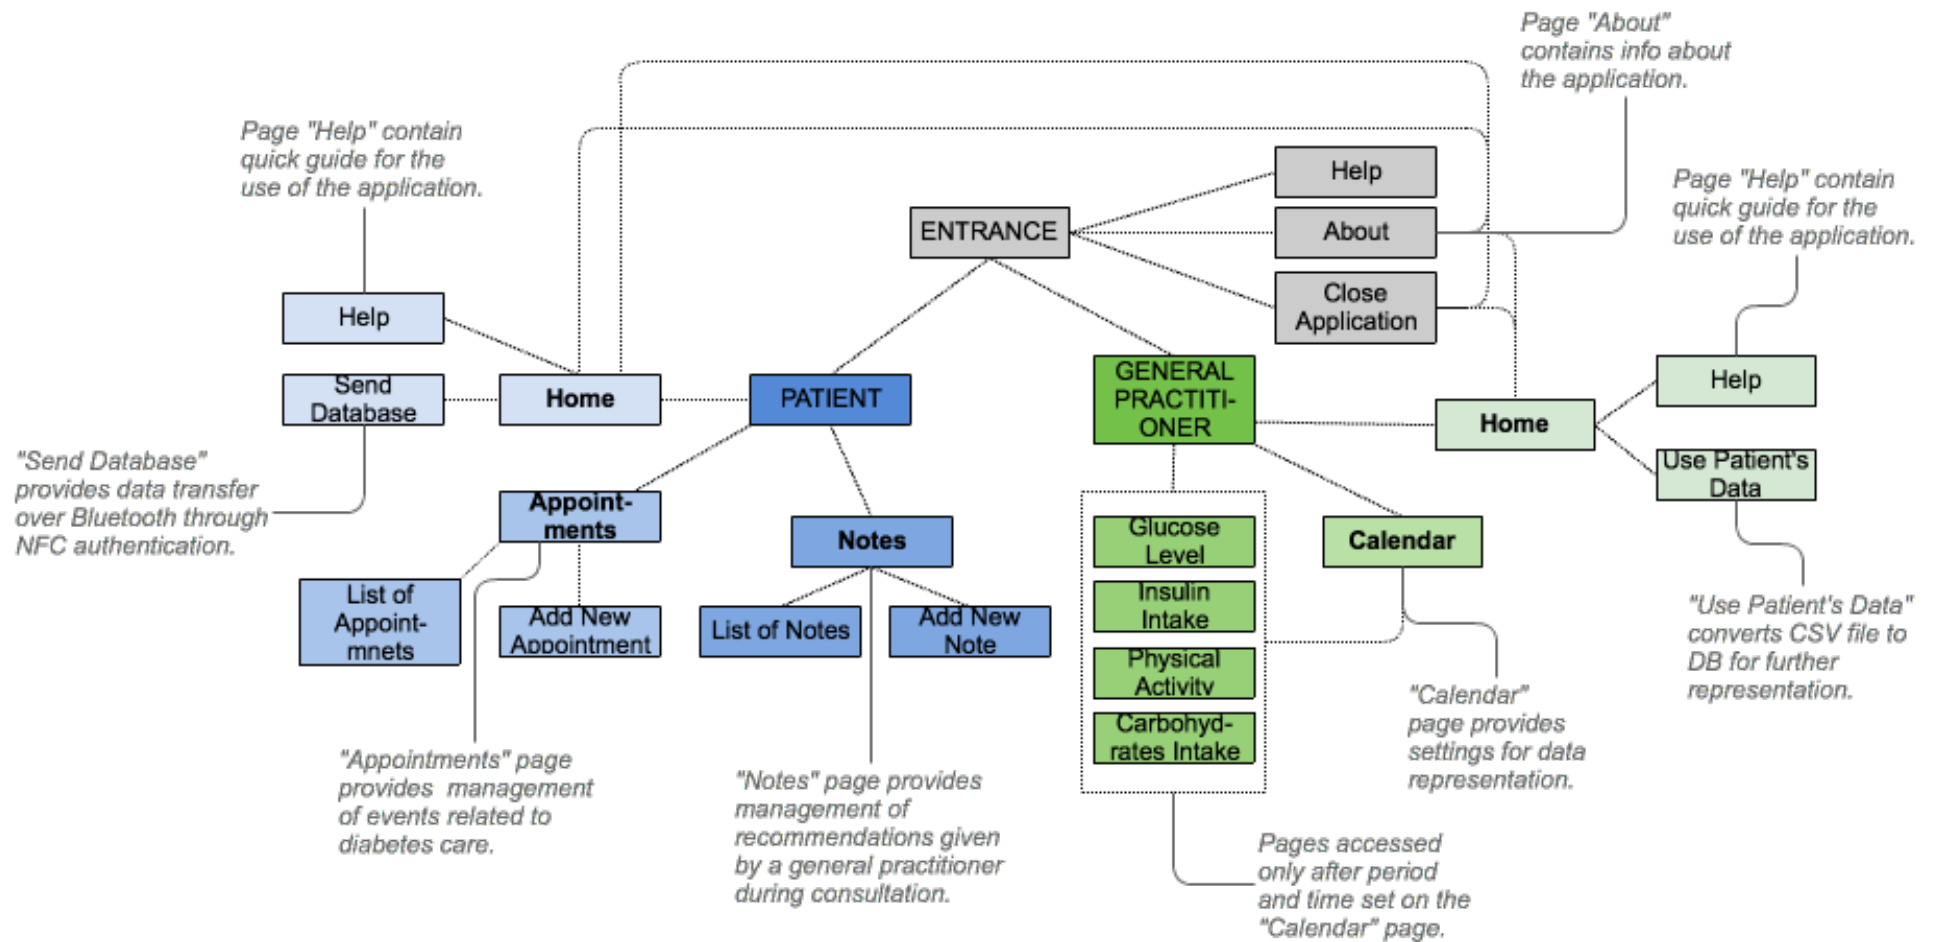 Page "About"
contains info about
the application.
Page "Help" contain
quick guide for the
use of the application.
Help
ENTRANCE
About
Close
Application
Page "Help" contain
quick guide for the
use of the application.
Help
Send
Database
Home
PATIENT
GENERAL
PRACTITI-
ONER
Home
Help
Use Patient's
Data
"Send Database"
provides data transfer
over Bluetooth through
NFC authentication.
Appoint-
ments
Notes
Glucose
Level
Insulin
Intake
Physical
Activity
Carbohyd-
rates Intake
Calendar
List of
Appoint-
mnets
Add New
Appointment
List of Notes
Add New
Note
"Use Patient's Data"
converts CSV file to
DB for further
representation.
"Calendar"
page provides
settings for data
representation.
"Appointments" page
provides management
of events related to
diabetes care.
"Notes" page provides
management of
recommendations given
by a general practitioner
during consultation.
Pages accessed
only after period
and time set on the
"Calendar" page.